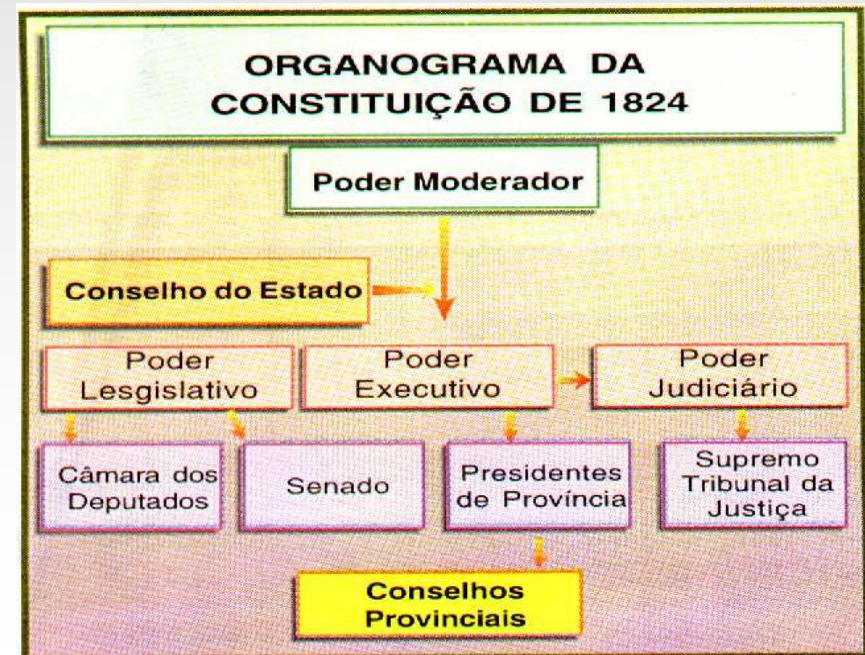 ORGANOGRAMA DA
CONSTITUIÇÃO DE 1824
Poder Moderador
Conselho do Estado
Poder
Lesgislativo
Poder
Executivo
Poder
Judiciário
Câmara dos
Deputados
Senado
Presidentes
de Província
Supremo
Tribunal da
Justiça
Conselhos
Provinciais